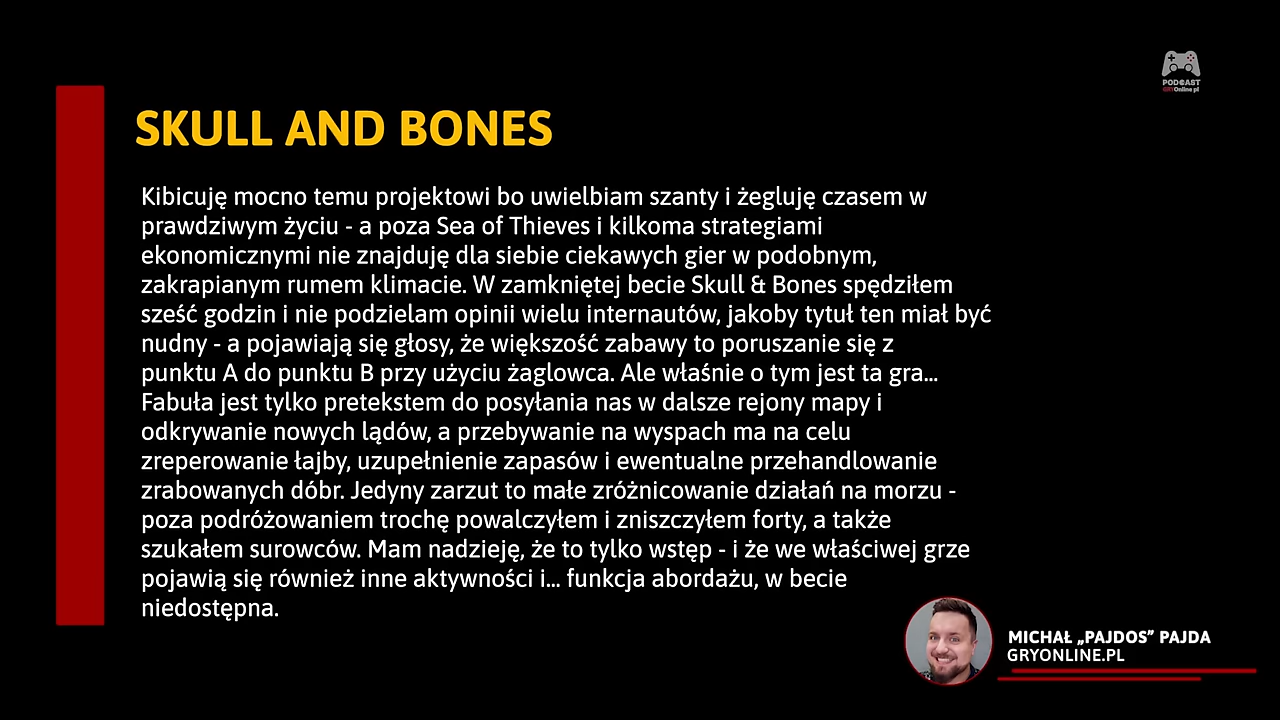 PODCAST
GRYOnline.pl
SKULL AND BONES
Kibicuję mocno temu projektowi bo uwielbiam szanty i żegluję czasem w
prawdziwym życiu - a poza Sea of Thieves i kilkoma strategiami
ekonomicznymi nie znajduję dla siebie ciekawych gier w podobnym,
zakrapianym rumem klimacie. W zamkniętej becie Skull & Bones spędziłem
sześć godzin i nie podzielam opinii wielu internautów, jakoby tytuł ten miał być
nudny - a pojawiają się głosy, że większość zabawy to poruszanie się z
punktu A do punktu B przy użyciu żaglowca. Ale właśnie o tym jest ta gra...
Fabuła jest tylko pretekstem do posyłania nas w dalsze rejony mapy i
odkrywanie nowych lądów, a przebywanie na wyspach ma na celu
zreperowanie łajby, uzupełnienie zapasów i ewentualne przehandlowanie
zrabowanych dóbr. Jedyny zarzut to małe zróżnicowanie działań na morzu -
poza podróżowaniem trochę powalczyłem i zniszczyłem forty, a także
szukałem surowców. Mam nadzieję, że to tylko wstęp - i że we właściwej grze
pojawią się również inne aktywności i... funkcja abordażu, w becie
niedostępna.
MICHAŁ „PAJDOS” PAJDA
GRYONLINE.PL